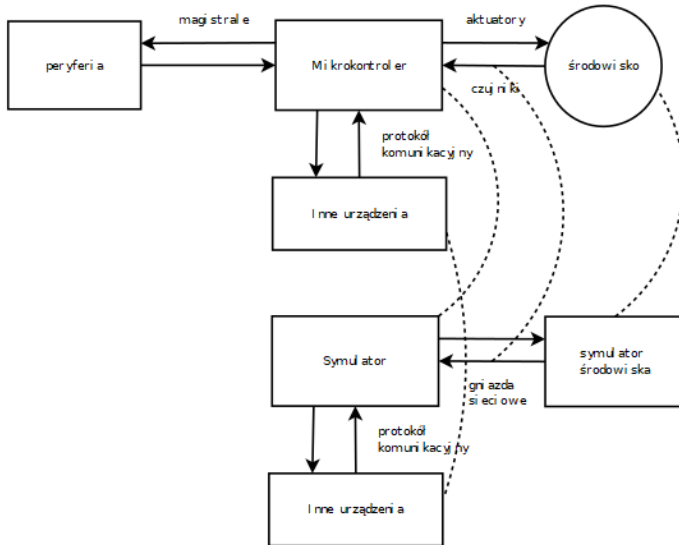 magistrale
aktuatory
peryferia
Mikrokontroler
środowisko
czujniki
protokół
komunikacyjny
Inne urządzenia
Symulator
symulator
środowiska
gniazda
sieciowe
protokół
komunikacyjny
Inne urządzenia